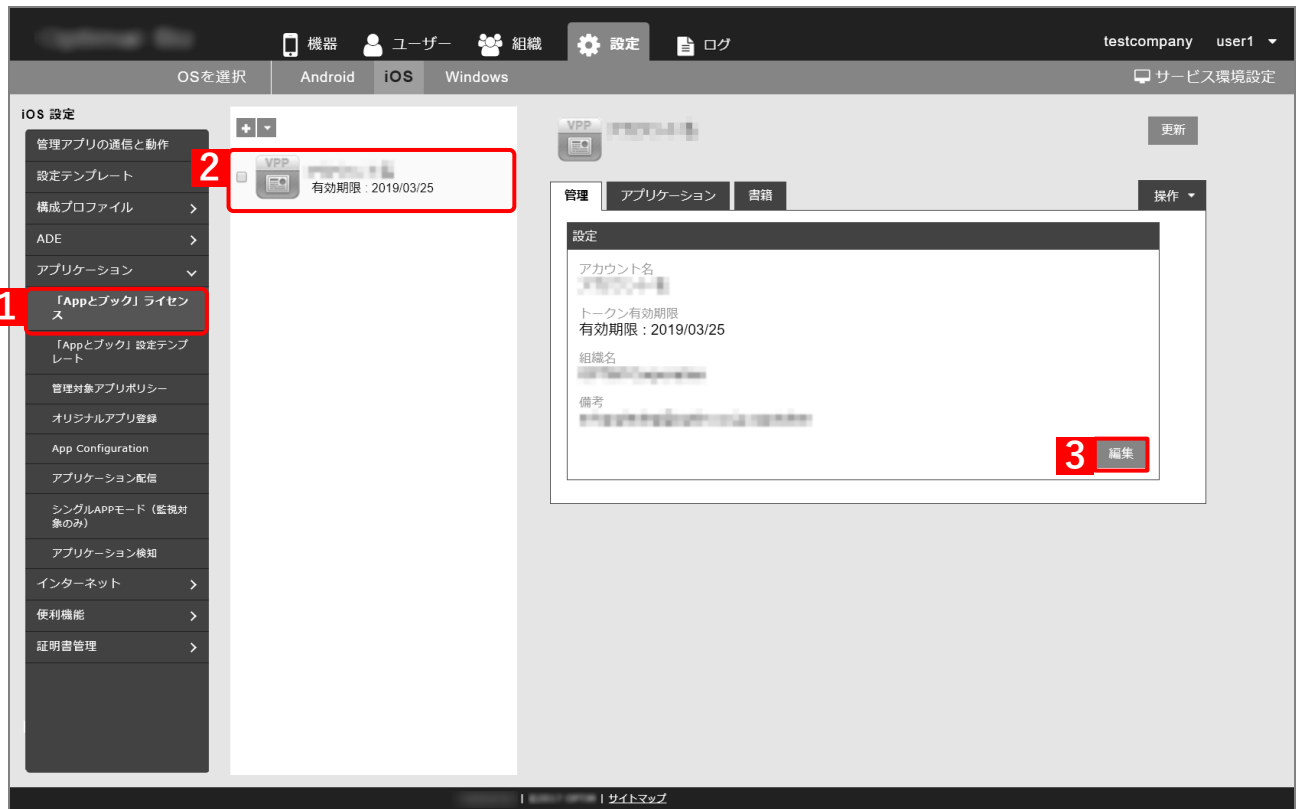 機器
ユーザー
組織
設定
ログ
testcompany
user1
OSを選択
Android
iOS
Windows
サービス環境設定
iOS 設定
管理アプリの通信と動作
設定テンプレート
構成プロファイル
ADE
アプリケーション
1
「Appとブック」ライセン
ス
「Appとブック」設定テンプ
レート
管理対象アプリポリシー
オリジナルアプリ登録
App Configuration
アプリケーション配信
シングルAPPモード（監視対
象のみ）
アプリケーション検知
インターネット
便利機能
証明書管理
2
VPP
有効期限 : 2019/03/25
VPP
更新
管理
アプリケーション
書籍
操作
設定
アカウント名
トークン有効期限
有効期限 : 2019/03/25
組織名
備考
3
編集
| | サイトマップ